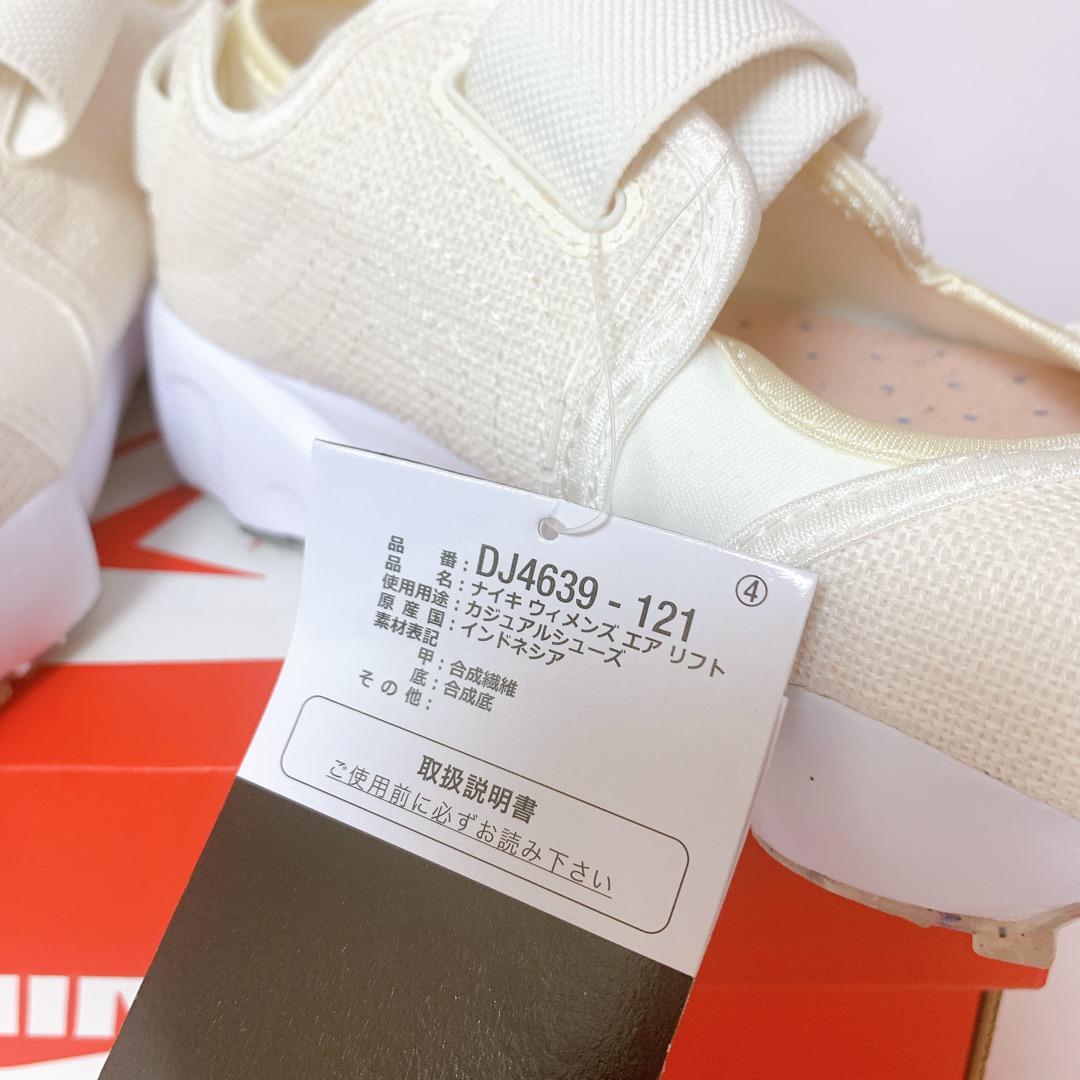 品番：DJ4639 - 121 ④
品名：ナイキ ウィメンズ エア リフト
使用用途：カジュアルシューズ
原産国：インドネシア
素材表記
甲：合成繊維
底：合成底
その他：
取扱説明書
ご使用前に必ずお読み下さい